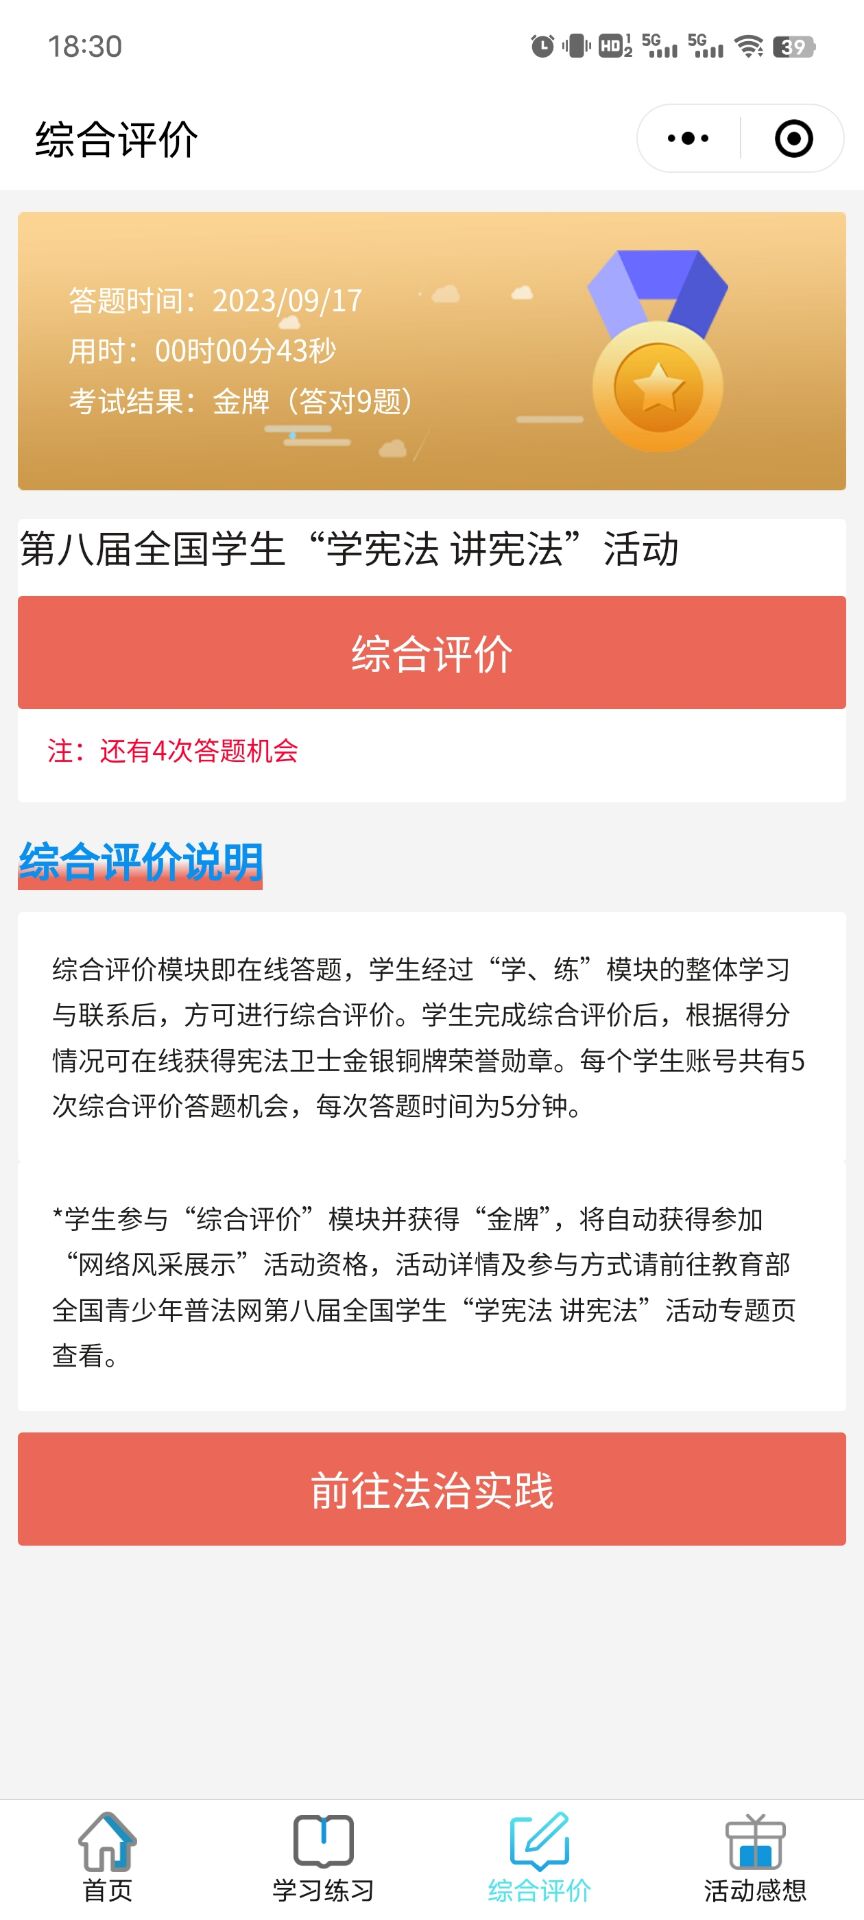 18:30
HD 1 2 5G 5G 39
综合评价
答题时间：2023/09/17
用时：00时00分43秒
考试结果：金牌（答对9题）
第八届全国学生“学宪法 讲宪法”活动
综合评价
注：还有4次答题机会
综合评价说明
综合评价模块即在线答题，学生经过“学、练”模块的整体学习
与联系后，方可进行综合评价。学生完成综合评价后，根据得分
情况可在线获得宪法卫士金银铜牌荣誉勋章。每个学生账号共有5
次综合评价答题机会，每次答题时间为5分钟。
*学生参与“综合评价”模块并获得“金牌”，将自动获得参加
“网络风采展示”活动资格，活动详情及参与方式请前往教育部
全国青少年普法网第八届全国学生“学宪法 讲宪法”活动专题页
查看。
前往法治实践
首页
学习练习
综合评价
活动感想